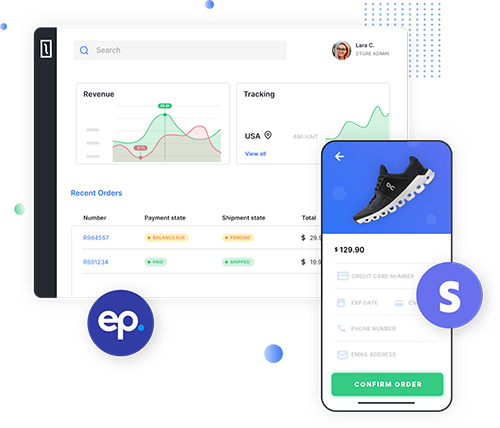 Search
Lara C.
STURE ADMIN
Revenue
Tracking
USA
AMOUNT
View all
Recent Orders
Number Payment state Shipment state Total
R984567 BALANCE DUE PENDING $ 29.9
R691234 PAID SHIPPED $ 19.9
ep.
$ 129.90
CREDIT CARD NUMBER
EXP DATE CV
S
PHONE NUMBER
EMAIL ADDRESS
CONFIRM ORDER